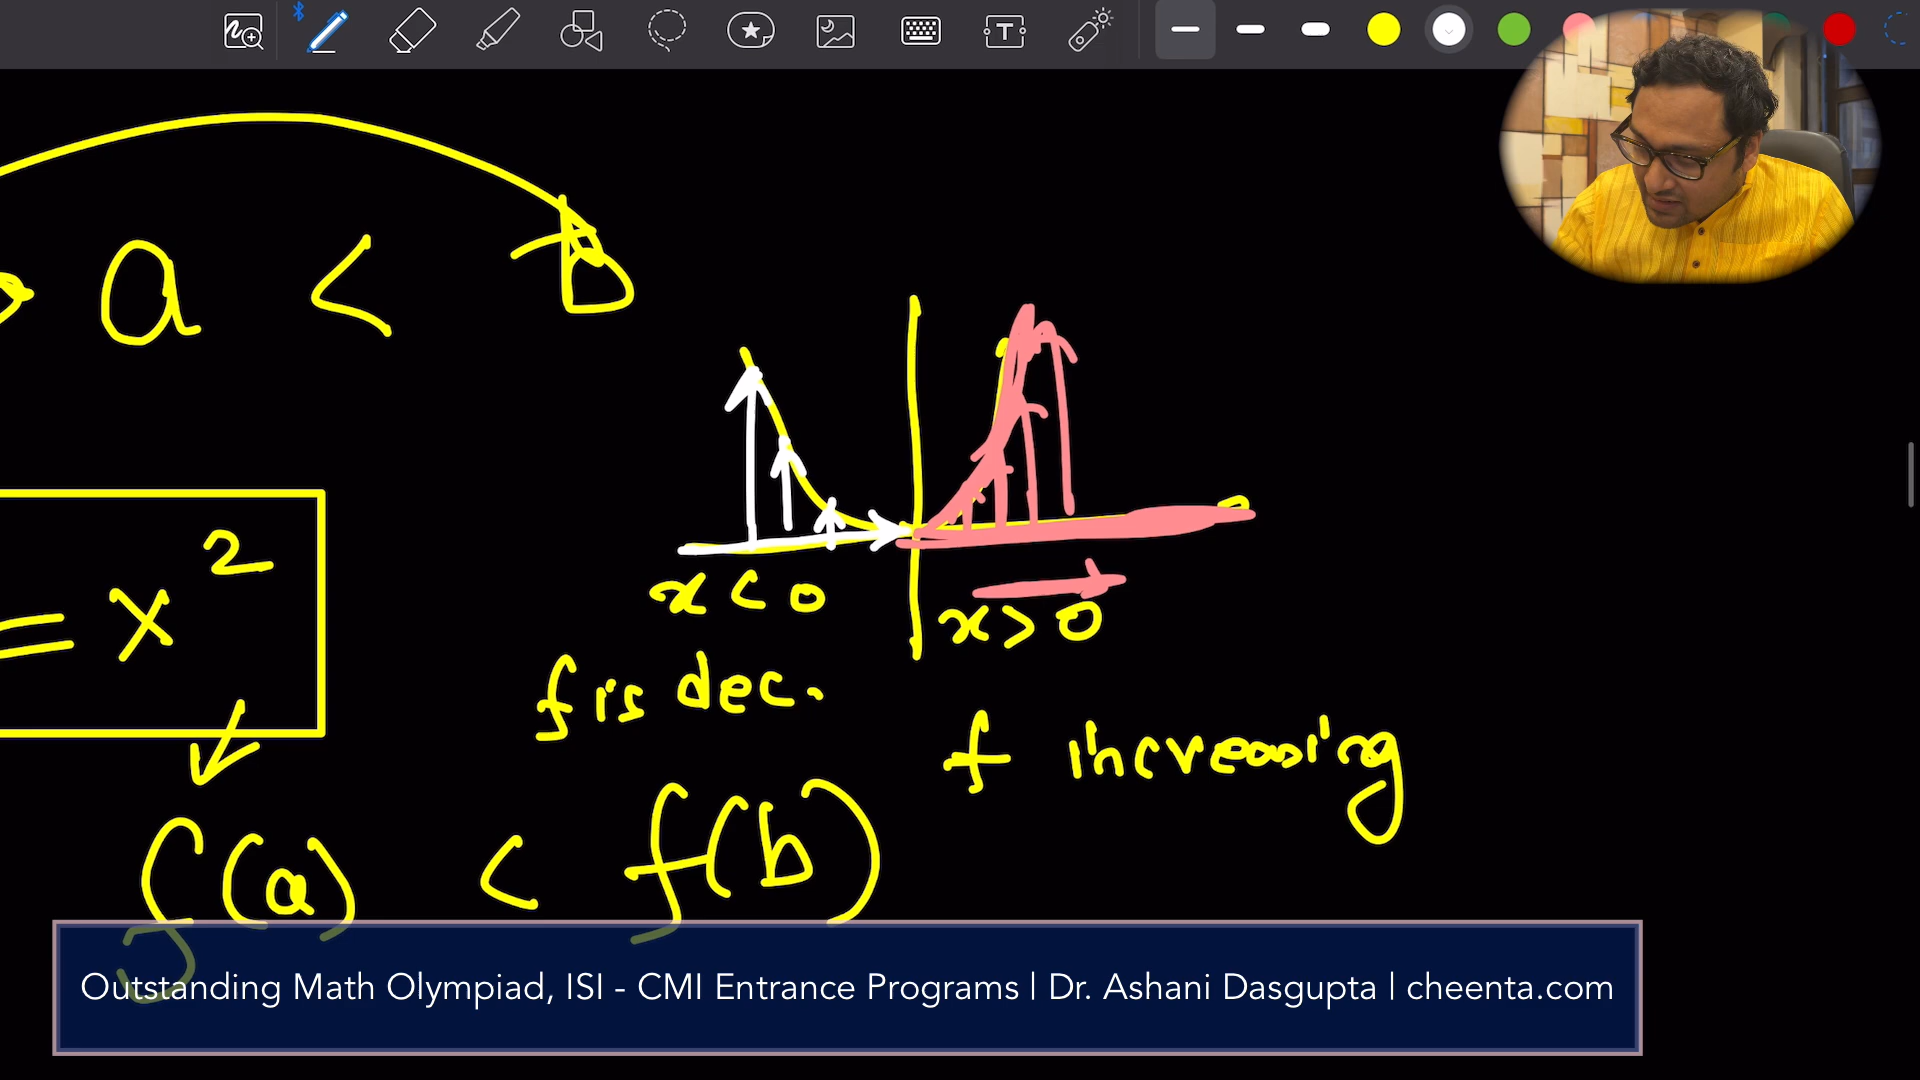 a < b
= x²
x < 0
x > 0
f is dec.
f increasing
f(a) < f(b)
Outstanding Math Olympiad, ISI - CMI Entrance Programs | Dr. Ashani Dasgupta | cheenta.com